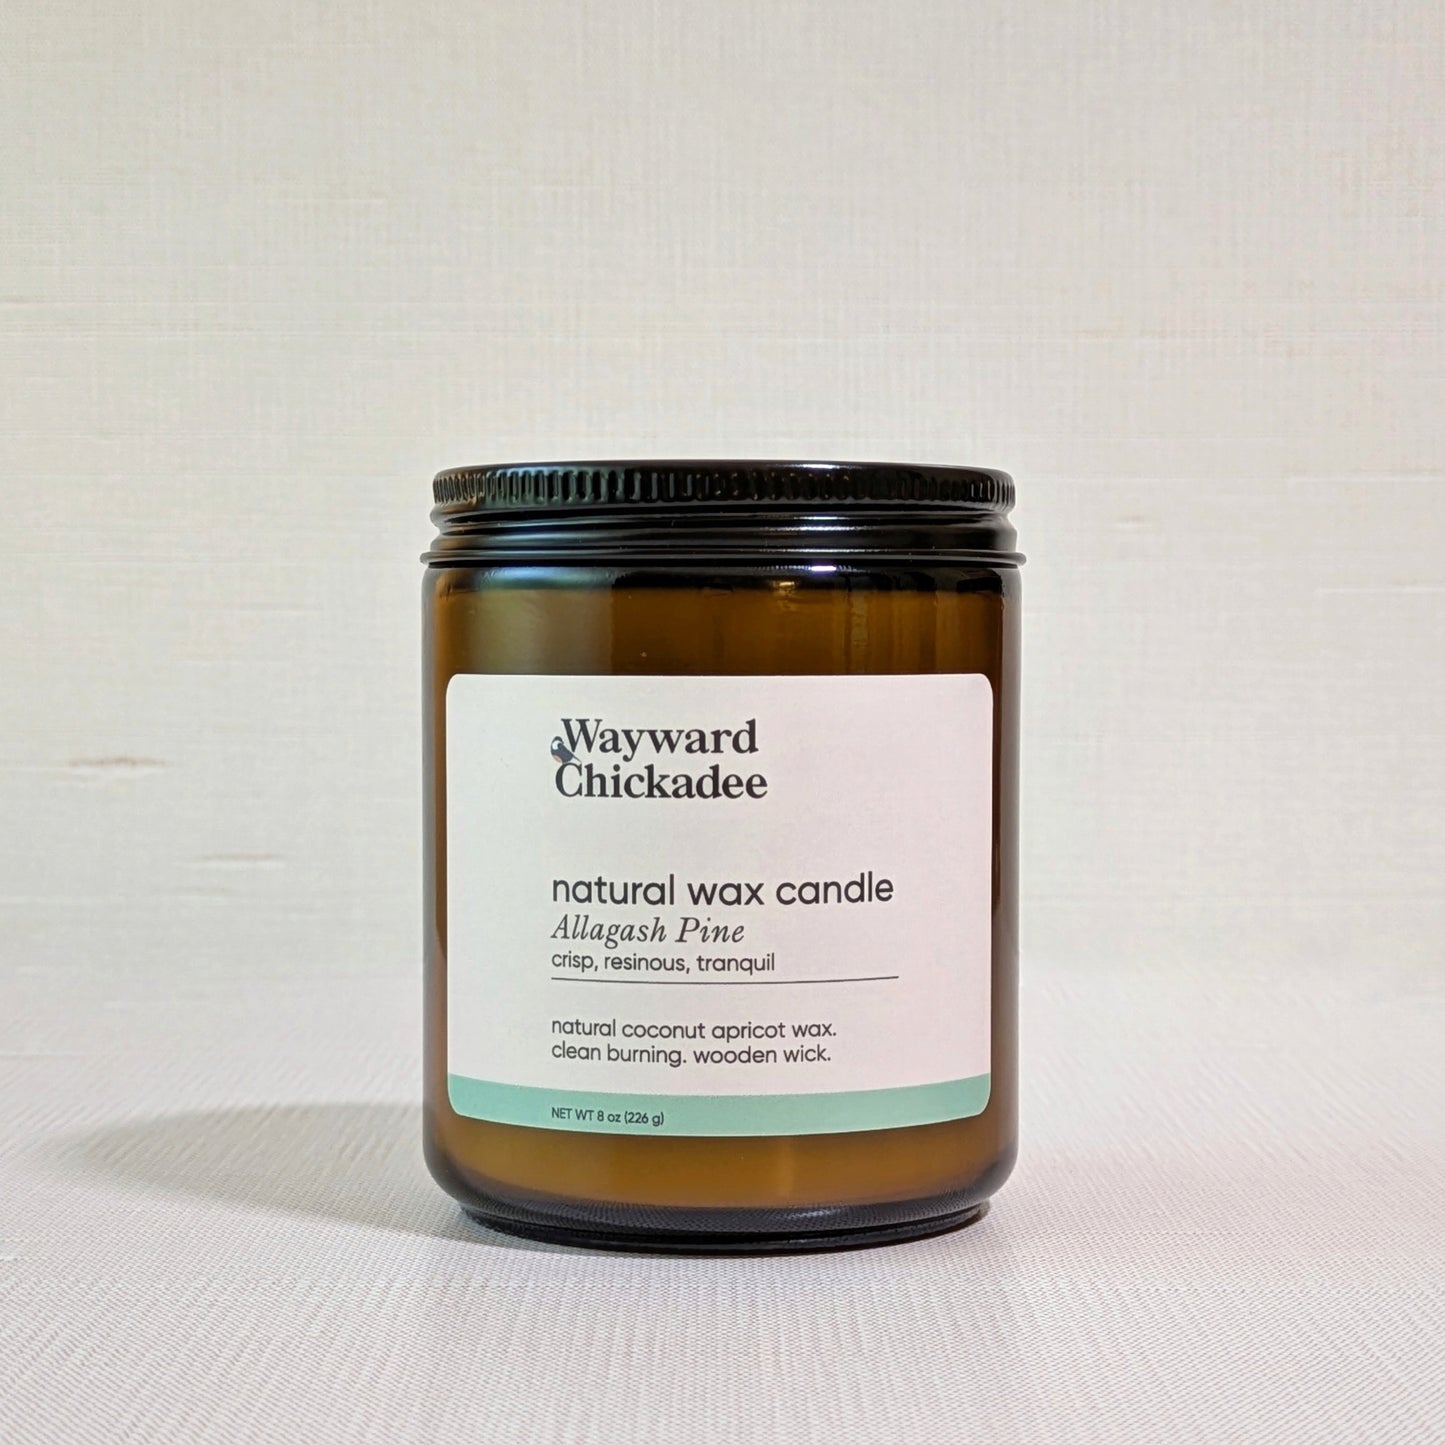 Wayward
Chickadee
natural wax candle
Allagash Pine
crisp, resinous, tranquil
natural coconut apricot wax.
clean burning. wooden wick.
NET WT 8 oz (226 g)